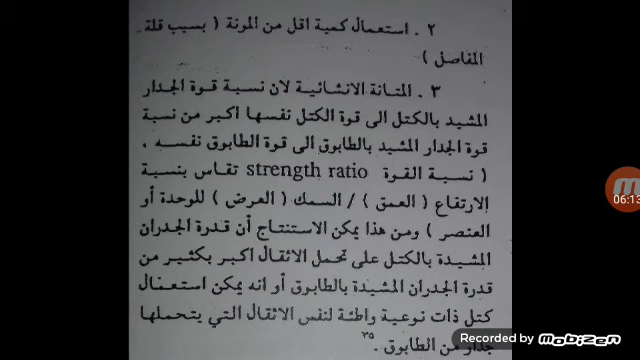 ٢ . استعمال كمية اقل من المونة ( بسبب قلة
المفاصل )
٣ . المتانة الانشائية لان نسبة قوة الجدار
المشيد بالكتل الى قوة الكتل نفسها اكبر من نسبة
قوة الجدار المشيد بالطابوق الى قوة الطابوق نفسه .
( نسبة القوة strength ratio تقاس بنسبة
الارتفاع ( العمق ) / السمك ( العرض ) للوحدة أو
العنصر ) ومن هذا يمكن الاستنتاج أن قدرة الجدران
المشيدة بالكتل على تحمل الاثقال اكبر بكثير من
قدرة الجدران المشيدة بالطابوق أو انه يمكن استعمال
كتل ذات نوعية واطئة لنفس الاثقال التي يتحملها
جدار من الطابوق . ٣٥
06:13
Recorded by mobizen